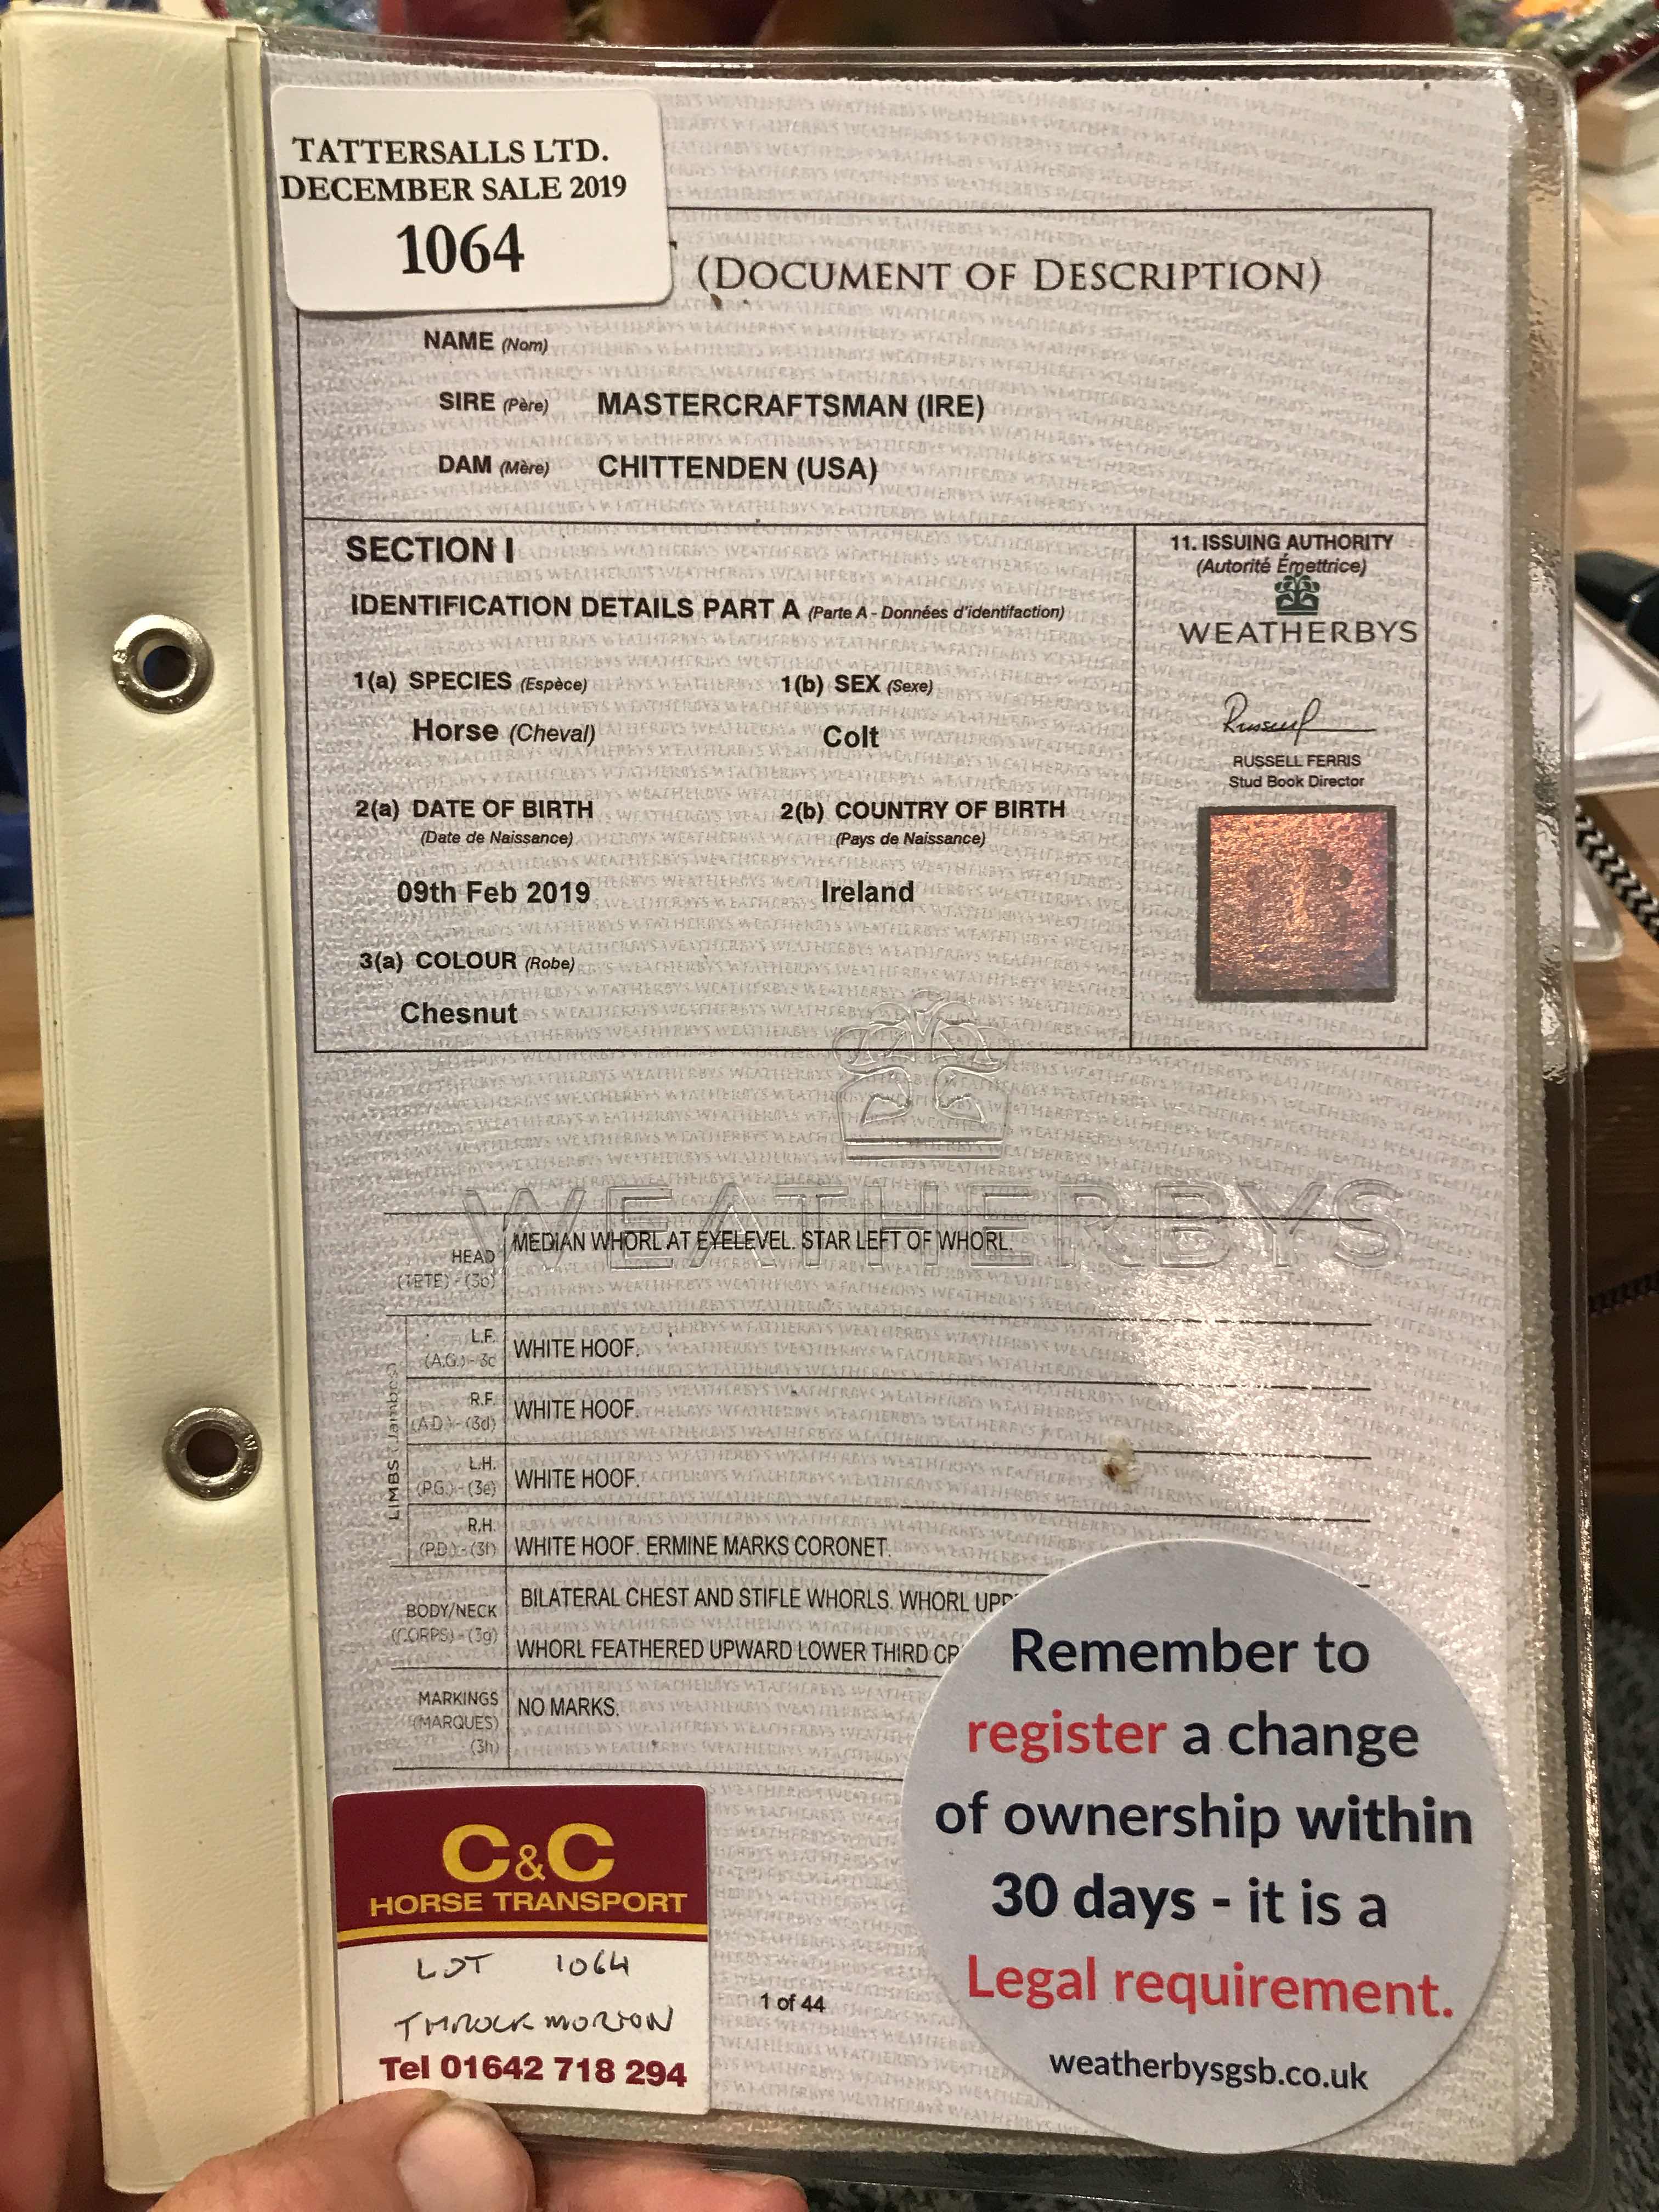 TATTERSALLS LTD.
DECEMBER SALE 2019
1064
(DOCUMENT OF DESCRIPTION)
NAME (Nom)
SIRE (Père) MASTERCRAFTSMAN (IRE)
DAM (Mère) CHITTENDEN (USA)
SECTION I
IDENTIFICATION DETAILS PART A (Parte A - Données d'identifaction)
1(a) SPECIES (Espèce) 1(b) SEX (Sexe)
Horse (Cheval) Colt
2(a) DATE OF BIRTH 2(b) COUNTRY OF BIRTH
(Date de Naissance) (Pays de Naissance)
09th Feb 2019 Ireland
3(a) COLOUR (Robe)
Chesnut
11. ISSUING AUTHORITY
(Autorité Émettrice)
WEATHERBYS
RUSSELL FERRIS
Stud Book Director
WEATHERBYS
HEAD MEDIAN WHORL AT EYELEVEL. STAR LEFT OF WHORL.
(TETE) - (3b)
LIMBS (Jambes)
L.F. WHITE HOOF.
(A.G.) - 3c
R.F. WHITE HOOF.
(A.D.) - (3d)
L.H. WHITE HOOF.
(P.G.) - (3e)
R.H. WHITE HOOF. ERMINE MARKS CORONET.
(P.D.) - (3f)
BODY/NECK BILATERAL CHEST AND STIFLE WHORLS. WHORL
(CORPS) - (3g) WHORL FEATHERED UPWARD LOWER THIRD
MARKINGS NO MARKS.
(MARQUES)
(3h)
C&C
HORSE TRANSPORT
LOT 1064
THROCKMORTON
Tel 01642 718 294
1 of 44
Remember to
register a change
of ownership within
30 days - it is a
Legal requirement.
weatherbysgsb.co.uk